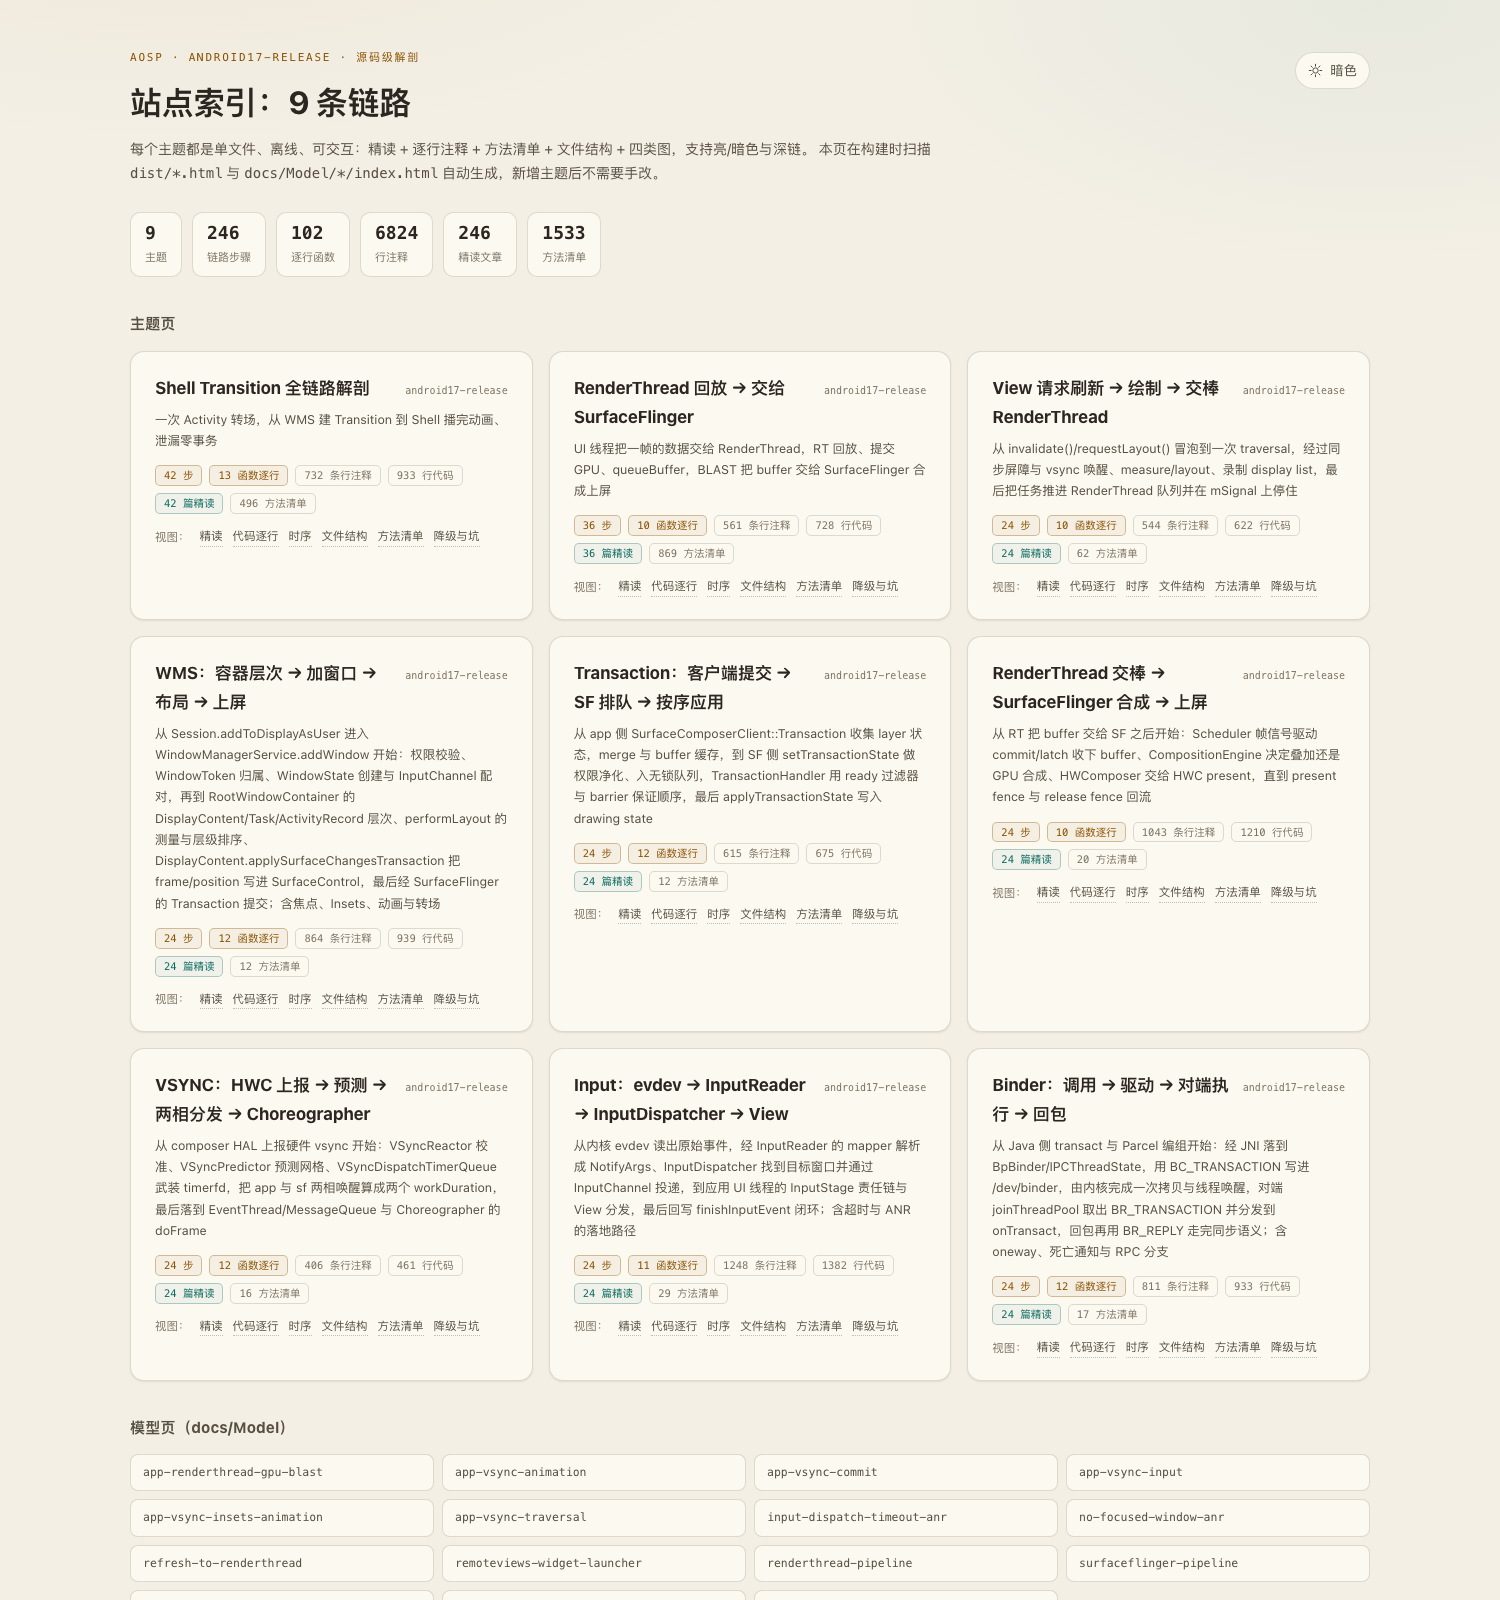 AOSP · ANDROID17-RELEASE · 源码级解剖
暗色
站点索引：9 条链路
每个主题都是单文件、离线、可交互：精读 + 逐行注释 + 方法清单 + 文件结构 + 四类图，支持亮/暗色与深链。 本页在构建时扫描
dist/*.html 与 docs/Model/*/index.html 自动生成，新增主题后不需要手改。
9
主题
246
链路步骤
102
逐行函数
6824
行注释
246
精读文章
1533
方法清单
主题页
Shell Transition 全链路解剖
android17-release
一次 Activity 转场，从 WMS 建 Transition 到 Shell 播完动画、
泄漏零事务
42 步 13 函数逐行 732 条行注释 933 行代码
42 篇精读 496 方法清单
视图： 精读 代码逐行 时序 文件结构 方法清单 降级与坑
RenderThread 回放 → 交给
android17-release
SurfaceFlinger
UI 线程把一帧的数据交给 RenderThread，RT 回放、提交
GPU、queueBuffer，BLAST 把 buffer 交给 SurfaceFlinger 合
成上屏
36 步 10 函数逐行 561 条行注释 728 行代码
36 篇精读 869 方法清单
视图： 精读 代码逐行 时序 文件结构 方法清单 降级与坑
View 请求刷新 → 绘制 → 交棒
android17-release
RenderThread
从 invalidate()/requestLayout() 冒泡到一次 traversal，经过同
步屏障与 vsync 唤醒、measure/layout、录制 display list，最
后把任务推进 RenderThread 队列并在 mSignal 上停住
24 步 10 函数逐行 544 条行注释 622 行代码
24 篇精读 62 方法清单
视图： 精读 代码逐行 时序 文件结构 方法清单 降级与坑
WMS：容器层次 → 加窗口 →
android17-release
布局 → 上屏
从 Session.addToDisplayAsUser 进入
WindowManagerService.addWindow 开始：权限校验、
WindowToken 归属、WindowState 创建与 InputChannel 配
对，再到 RootWindowContainer 的
DisplayContent/Task/ActivityRecord 层次、performLayout 的
测量与层级排序、
DisplayContent.applySurfaceChangesTransaction 把
frame/position 写进 SurfaceControl，最后经 SurfaceFlinger
的 Transaction 提交；含焦点、Insets、动画与转场
24 步 12 函数逐行 864 条行注释 939 行代码
24 篇精读 12 方法清单
视图： 精读 代码逐行 时序 文件结构 方法清单 降级与坑
Transaction：客户端提交 →
android17-release
SF 排队 → 按序应用
从 app 侧 SurfaceComposerClient::Transaction 收集 layer 状
态，merge 与 buffer 缓存，到 SF 侧 setTransactionState 做
权限净化、入无锁队列，TransactionHandler 用 ready 过滤器
与 barrier 保证顺序，最后 applyTransactionState 写入
drawing state
24 步 12 函数逐行 615 条行注释 675 行代码
24 篇精读 12 方法清单
视图： 精读 代码逐行 时序 文件结构 方法清单 降级与坑
RenderThread 交棒 →
android17-release
SurfaceFlinger 合成 → 上屏
从 RT 把 buffer 交给 SF 之后开始：Scheduler 帧信号驱动
commit/latch 收下 buffer、CompositionEngine 决定叠加还是
GPU 合成、HWComposer 交给 HWC present，直到 present
fence 与 release fence 回流
24 步 10 函数逐行 1043 条行注释 1210 行代码
24 篇精读 20 方法清单
视图： 精读 代码逐行 时序 文件结构 方法清单 降级与坑
VSYNC：HWC 上报 → 预测 →
android17-release
两相分发 → Choreographer
从 composer HAL 上报硬件 vsync 开始：VSyncReactor 校
准、VSyncPredictor 预测网格、VSyncDispatchTimerQueue
武装 timerfd，把 app 与 sf 两相唤醒算成两个 workDuration，
最后落到 EventThread/MessageQueue 与 Choreographer 的
doFrame
24 步 12 函数逐行 406 条行注释 461 行代码
24 篇精读 16 方法清单
视图： 精读 代码逐行 时序 文件结构 方法清单 降级与坑
Input：evdev → InputReader
android17-release
→ InputDispatcher → View
从内核 evdev 读出原始事件，经 InputReader 的 mapper 解析
成 NotifyArgs、InputDispatcher 找到目标窗口并通过
InputChannel 投递，到应用 UI 线程的 InputStage 责任链与
View 分发，最后回写 finishInputEvent 闭环；含超时与 ANR
的落地路径
24 步 11 函数逐行 1248 条行注释 1382 行代码
24 篇精读 29 方法清单
视图： 精读 代码逐行 时序 文件结构 方法清单 降级与坑
Binder：调用 → 驱动 → 对端执
android17-release
行 → 回包
从 Java 侧 transact 与 Parcel 编组开始：经 JNI 落到
BpBinder/IPCThreadState，用 BC_TRANSACTION 写进
/dev/binder，由内核完成一次拷贝与线程唤醒，对端
joinThreadPool 取出 BR_TRANSACTION 并分发到
onTransact，回包再用 BR_REPLY 走完同步语义；含
oneway、死亡通知与 RPC 分支
24 步 12 函数逐行 811 条行注释 933 行代码
24 篇精读 17 方法清单
视图： 精读 代码逐行 时序 文件结构 方法清单 降级与坑
模型页（docs/Model）
app-renderthread-gpu-blast
app-vsync-animation
app-vsync-commit
app-vsync-input
app-vsync-insets-animation
app-vsync-traversal
input-dispatch-timeout-anr
no-focused-window-anr
refresh-to-renderthread
remoteviews-widget-launcher
renderthread-pipeline
surfaceflinger-pipeline